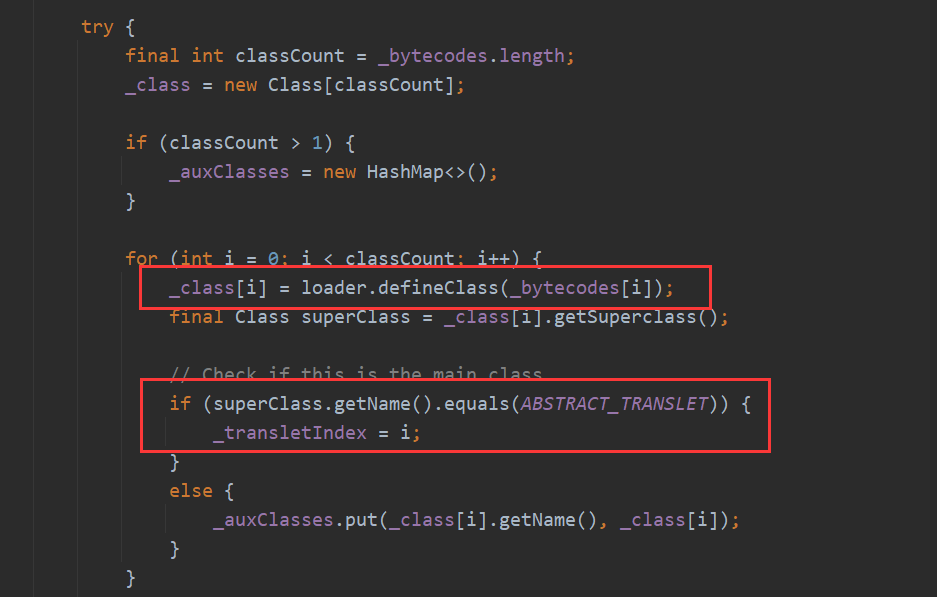 try {
final int classCount = _bytecodes.length;
_class = new Class[classCount];
if (classCount > 1) {
_auxClasses = new HashMap<>();
}
for (int i = 0; i < classCount; i++) {
_class[i] = loader.defineClass(_bytecodes[i]);
final Class superClass = _class[i].getSuperclass();
// Check if this is the main class
if (superClass.getName().equals(ABSTRACT_TRANSLET)) {
_transletIndex = i;
}
else {
_auxClasses.put(_class[i].getName(), _class[i]);
}
}